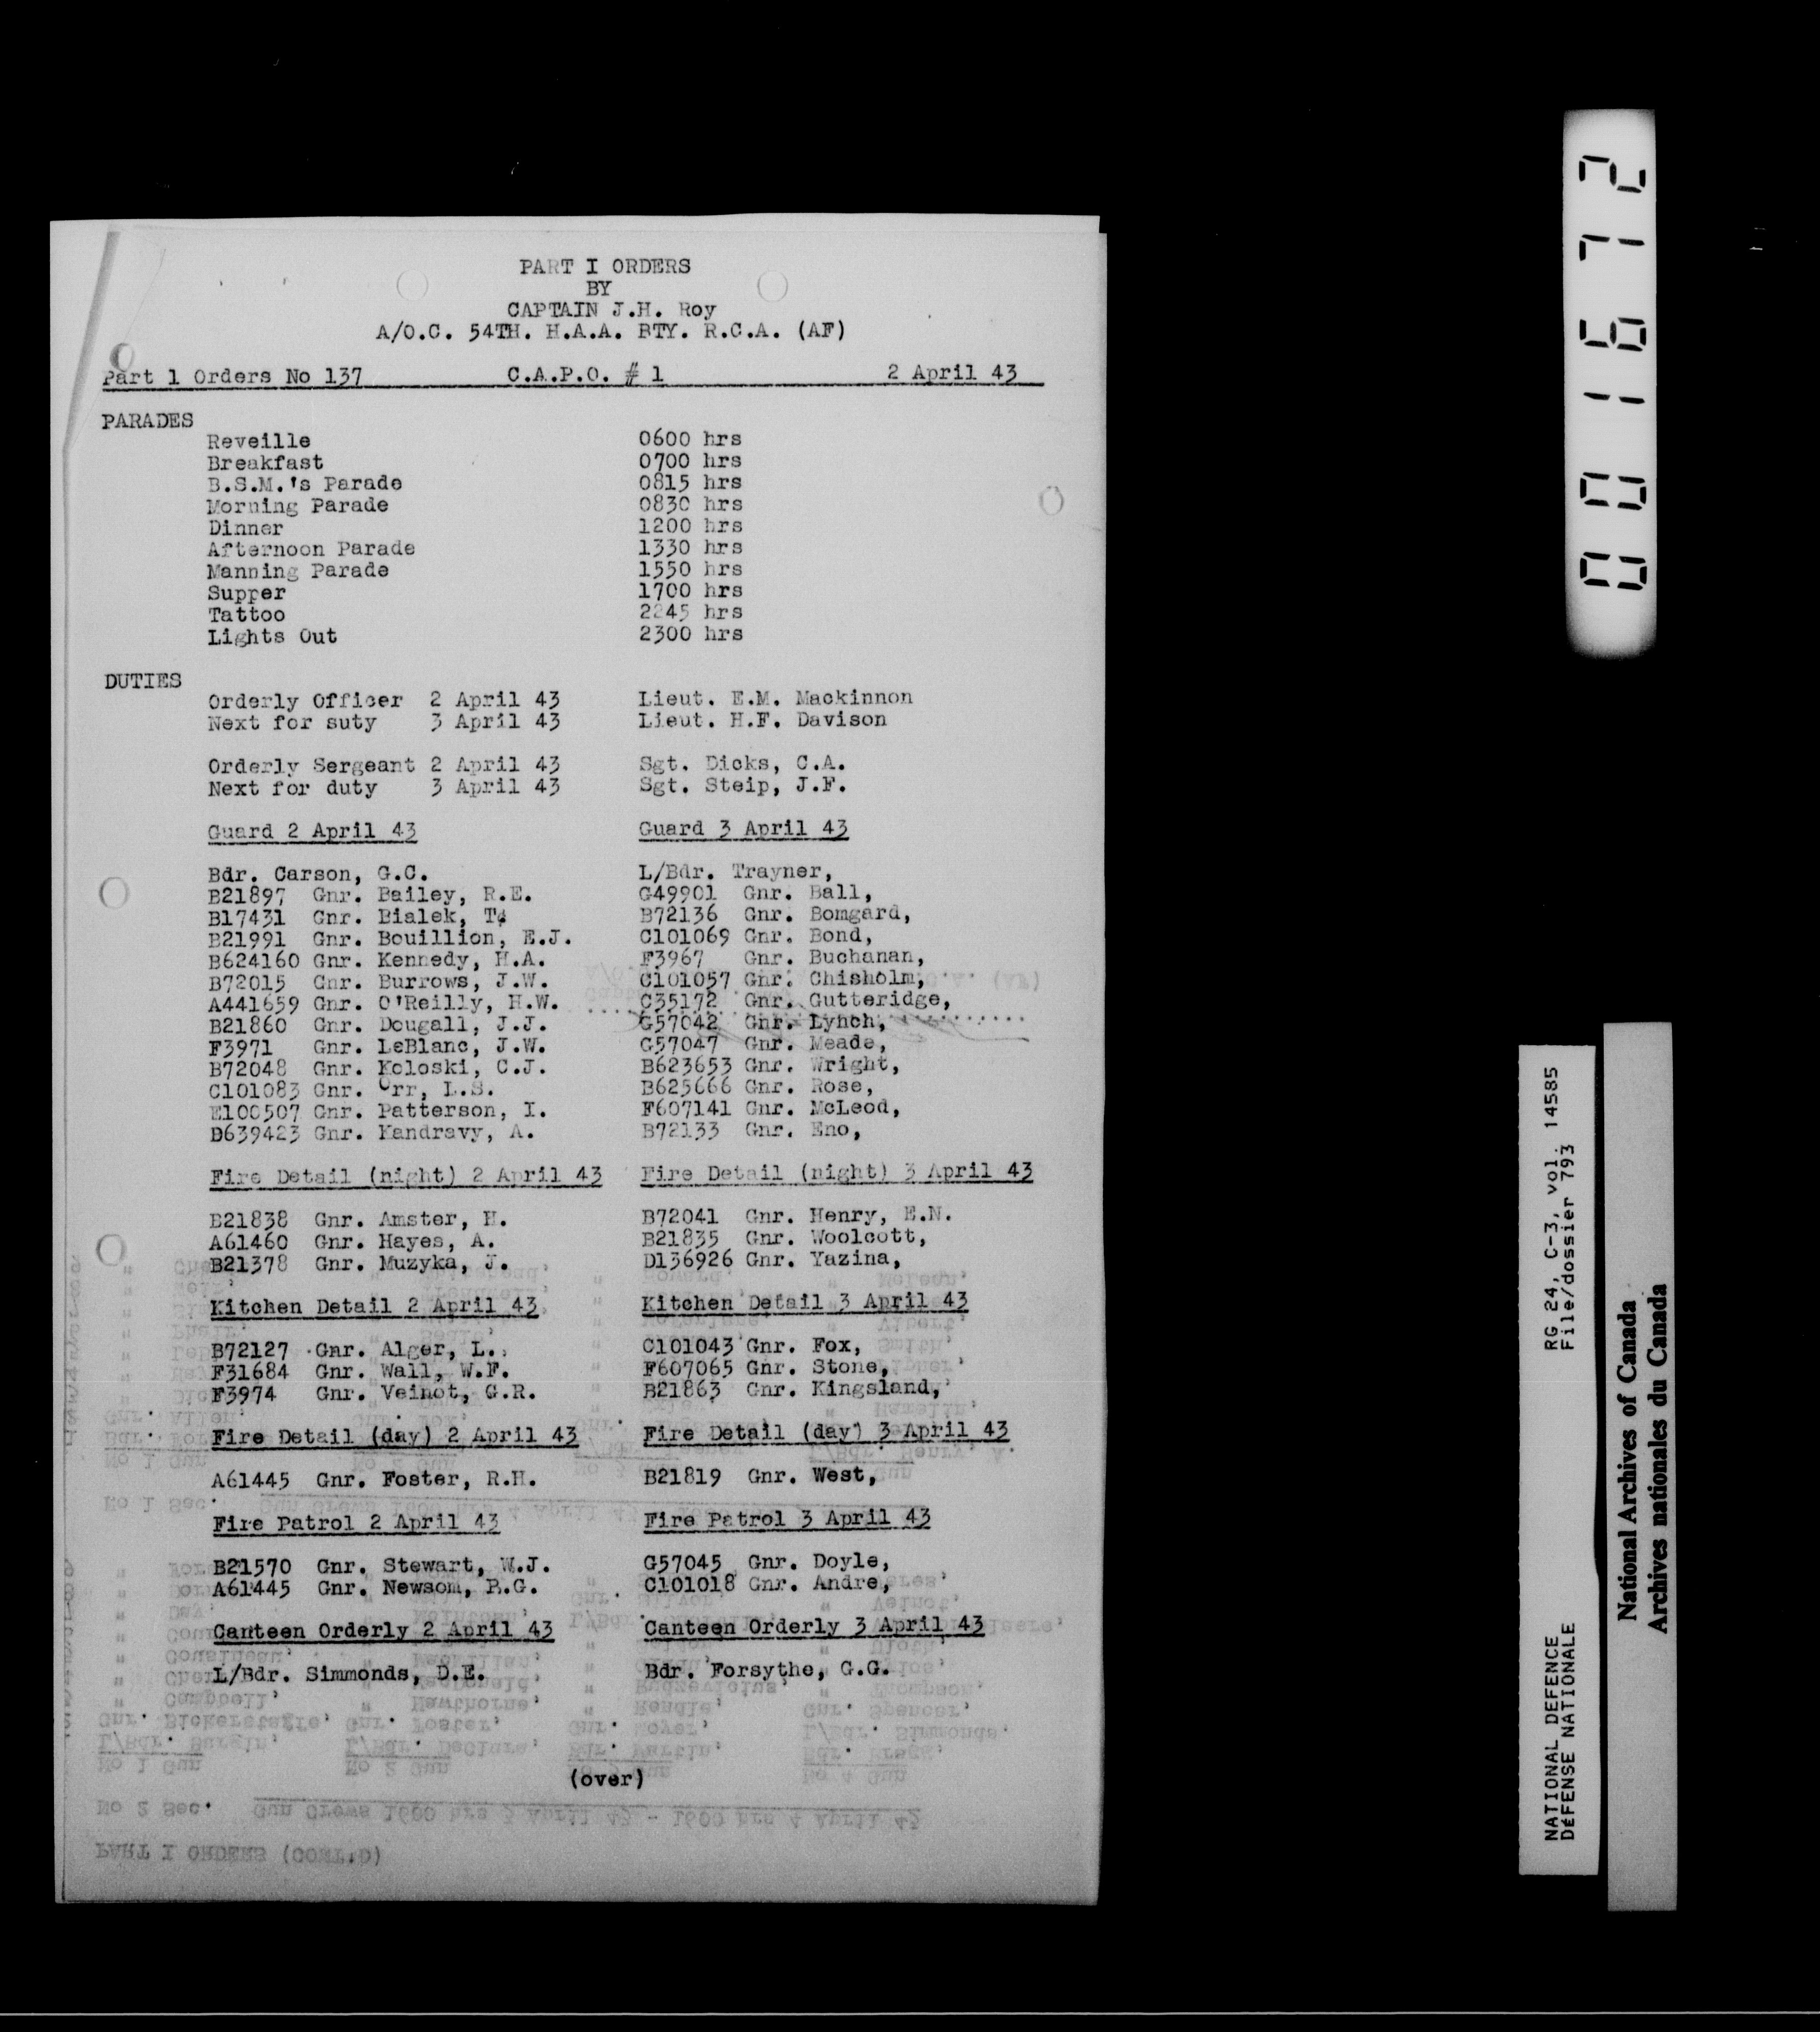 PART I ORDERS
BY
CAPTAIN J.H. Roy
A/O.C. 54TH. H.A.A. BTY. R.C.A. (AF)
Part 1 Orders No 137 C.A.P.O. # 1 2 April 43
PARADES
Reveille 0600 hrs
Breakfast 0700 hrs
B.S.M.'s Parade 0815 hrs
Morning Parade 0830 hrs
Dinner 1200 hrs
Afternoon Parade 1330 hrs
Manning Parade 1550 hrs
Supper 1700 hrs
Tattoo 2245 hrs
Lights Out 2300 hrs
DUTIES
Orderly Officer 2 April 43 Lieut. E.M. Mackinnon
Next for suty 3 April 43 Lieut. H.F. Davison
Orderly Sergeant 2 April 43 Sgt. Dicks, C.A.
Next for duty 3 April 43 Sgt. Steip, J.F.
Guard 2 April 43 Guard 3 April 43
Bdr. Carson, G.C. L/Bdr. Trayner,
B21897 Gnr. Bailey, R.E. G49901 Gnr. Ball,
B17431 Gnr. Bialek, T. B72136 Gnr. Bomgard,
B21991 Gnr. Bouillion, E.J. C101069 Gnr. Bond,
B624160 Gnr. Kennedy, H.A. F3967 Gnr. Buchanan,
B72015 Gnr. Burrows, J.W. C101057 Gnr. Chisholm,
A441659 Gnr. O'Reilly, H.W. C35172 Gnr. Gutteridge,
B21860 Gnr. Dougall, J.J. G57042 Gnr. Lynch,
F3971 Gnr. LeBlanc, J.W. G57047 Gnr. Meade,
B72048 Gnr. Koloski, C.J. B623653 Gnr. Wright,
C101083 Gnr. Orr, L.S. B625666 Gnr. Rose,
E100507 Gnr. Patterson, I. F607141 Gnr. McLeod,
D639423 Gnr. Kandravy, A. B72133 Gnr. Eno,
Fire Detail (night) 2 April 43 Fire Detail (night) 3 April 43
B21838 Gnr. Amster, H. B72041 Gnr. Henry, E.N.
A61460 Gnr. Hayes, A. B21835 Gnr. Woolcott,
B21378 Gnr. Muzyka, J. D136926 Gnr. Yazina,
Kitchen Detail 2 April 43 Kitchen Detail 3 April 43
B72127 Gnr. Alger, L. C101043 Gnr. Fox,
F31684 Gnr. Wall, W.F. F607065 Gnr. Stone,
F3974 Gnr. Veinot, G.R. B21863 Gnr. Kingsland,
Fire Detail (day) 2 April 43 Fire Detail (day) 3 April 43
A61445 Gnr. Foster, R.H. B21819 Gnr. West,
Fire Patrol 2 April 43 Fire Patrol 3 April 43
B21570 Gnr. Stewart, W.J. G57045 Gnr. Doyle,
A61445 Gnr. Newsom, R.G. C101018 Gnr. Andre,
Canteen Orderly 2 April 43 Canteen Orderly 3 April 43
L/Bdr. Simmonds, D.E. Bdr. Forsythe, G.G.
(over)
001672
NATIONAL DEFENCE RG 24, C-3, vol. 14585
DÉFENSE NATIONALE File/dossier 793
National Archives of Canada
Archives nationales du Canada